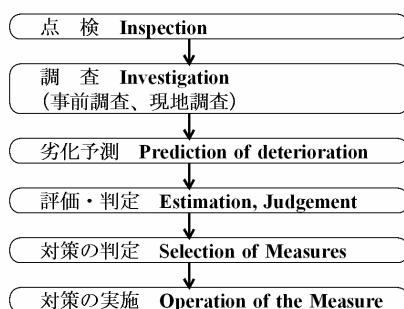 点　検　Inspection
調　査　Investigation
（事前調査、現地調査）
劣化予測　Prediction of deterioration
評価・判定　Estimation, Judgement
対策の判定　Selection of Measures
対策の実施　Operation of the Measure